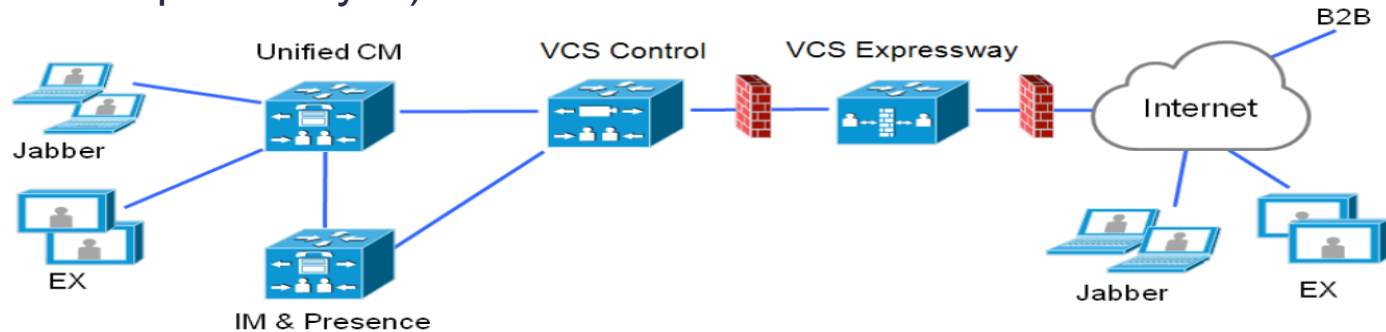 B2B
Unified CM
VCS Control
VCS Expressway
Internet
Jabber
EX
IM & Presence
Jabber
EX